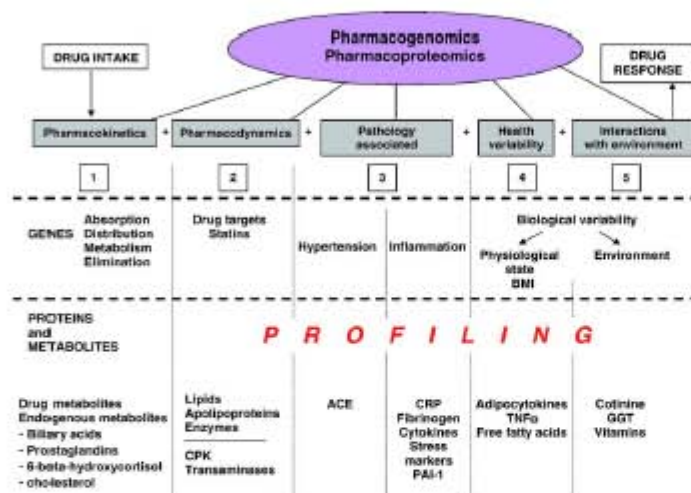 Pharmacogenomics
Pharmacoproteomics
DRUG INTAKE
DRUG
RESPONSE
Pharmacokinetics + Pharmacodynamics + Pathology
associated + Health
variability + Interactions
with environment
1 2 3 4 5
GENES
Absorption
Distribution
Metabolism
Elimination
Drug targets
Statins
Hypertension
Inflammation
Biological variability
Physiological
state
BMI
Environment
PROTEINS
and
METABOLITES
PROFILING
Drug metabolites
Endogenous metabolites
- Biliary acids
- Prostaglandins
- 6-beta-hydroxycortisol
- cholesterol
Lipids
Apolipoproteins
Enzymes
CPK
Transaminases
ACE
CRP
Fibrinogen
Cytokines
Stress
markers
PAI-1
Adipocytokines
TNFα
Free fatty acids
Cotinine
GGT
Vitamins